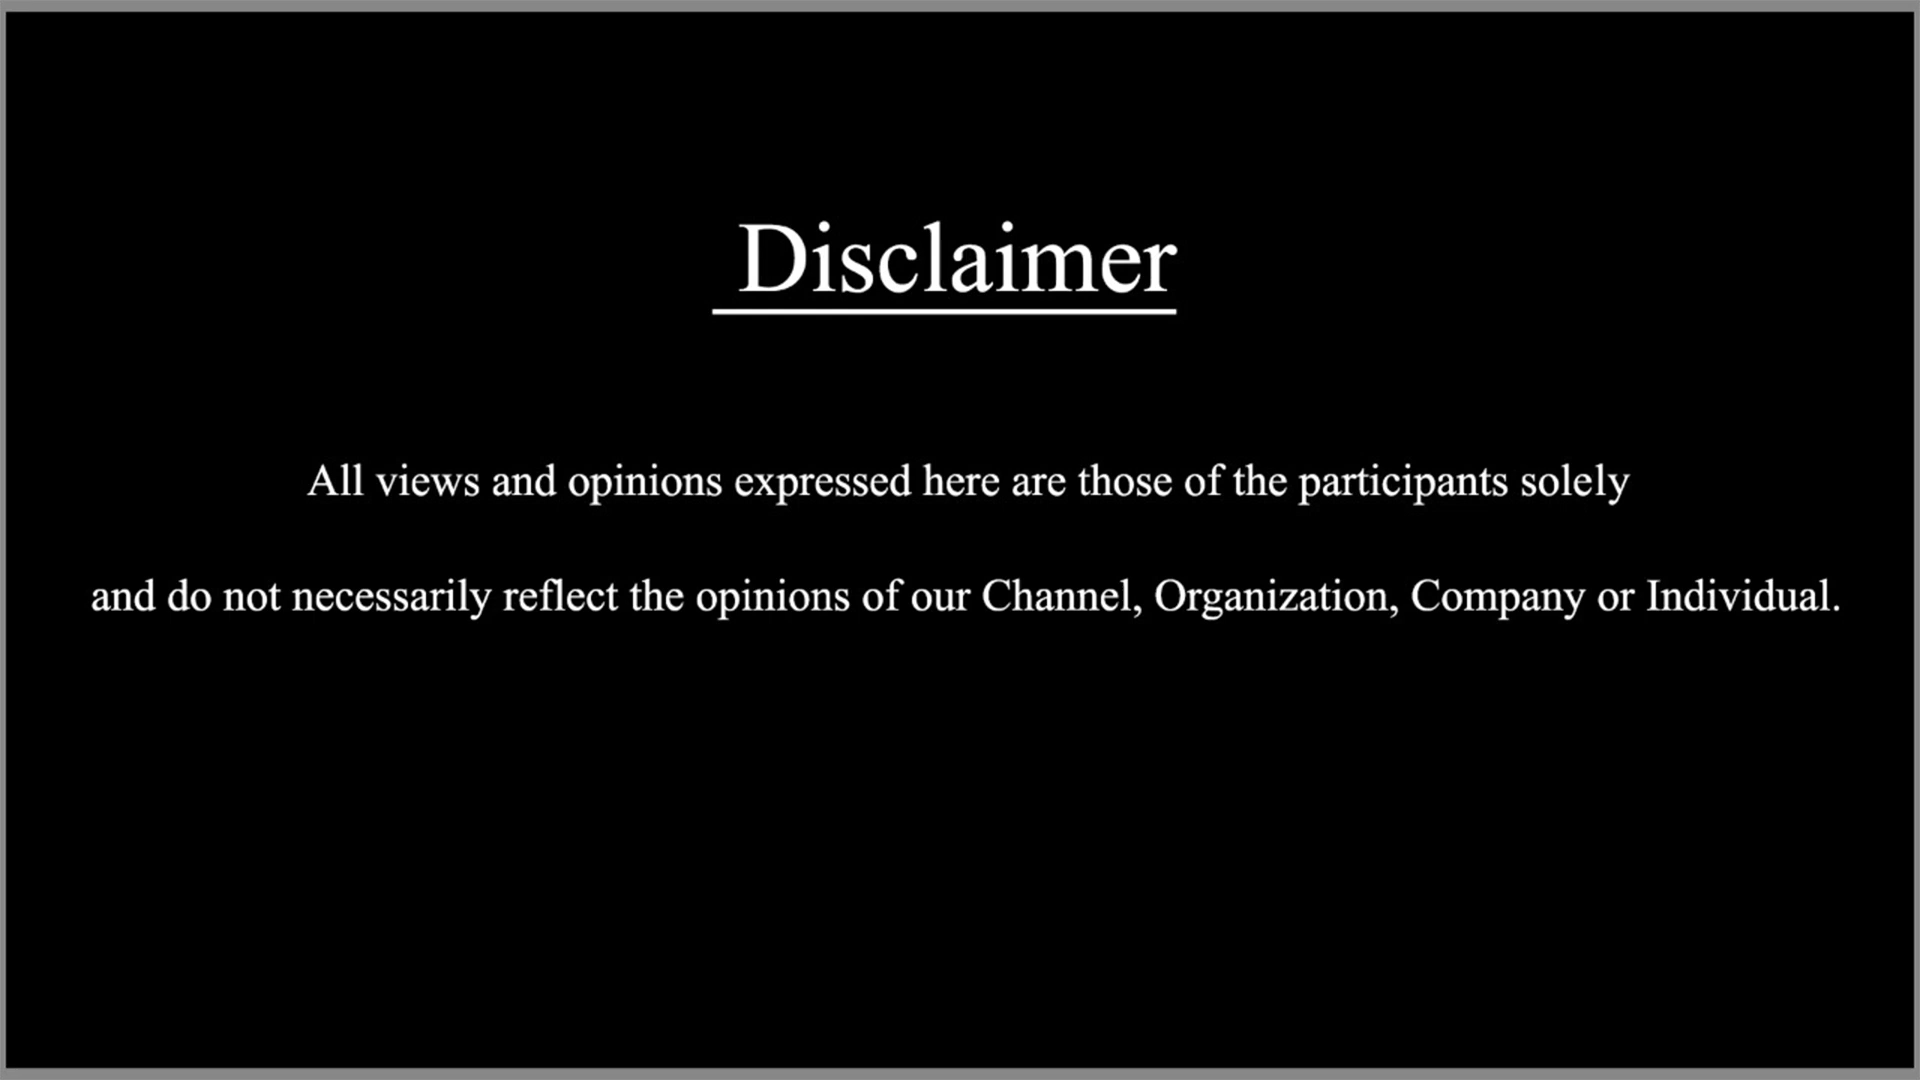 Disclaimer
All views and opinions expressed here are those of the participants solely
and do not necessarily reflect the opinions of our Channel, Organization, Company or Individual.